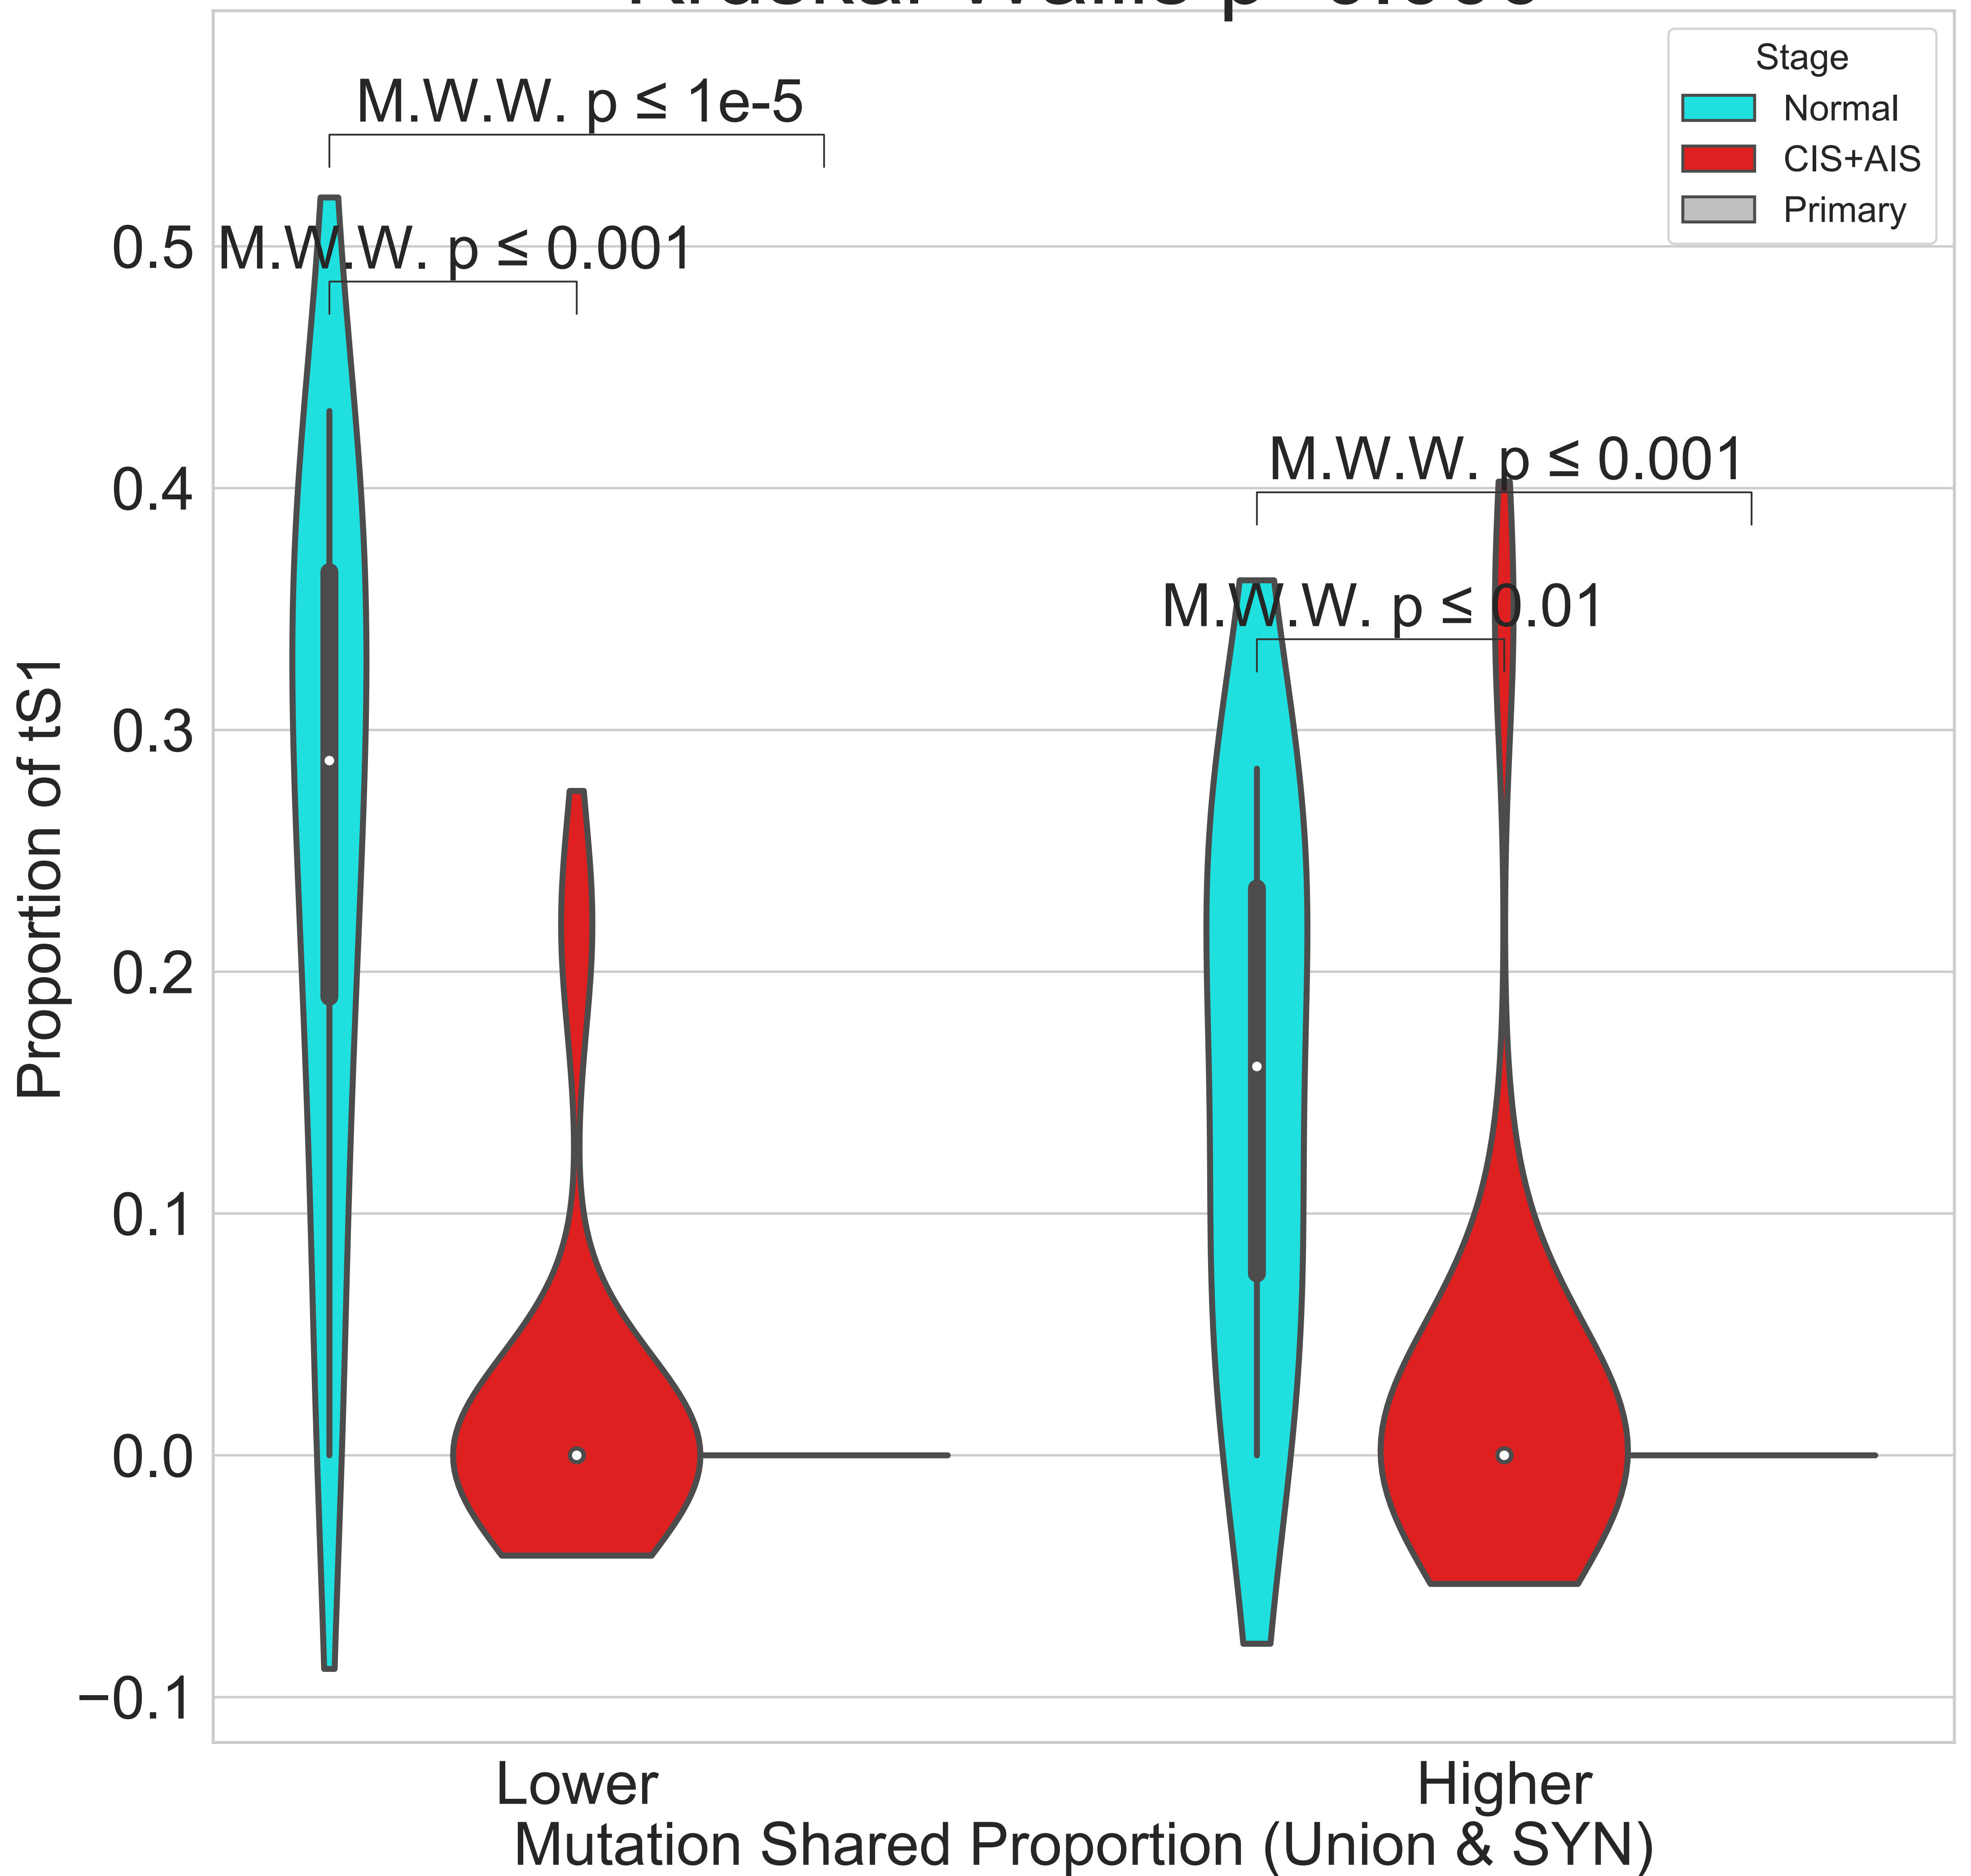 Stage
Normal
CIS+AIS
Primary
M.W.W. p ≤ 1e-5
M.W.W. p ≤ 0.001
M.W.W. p ≤ 0.001
M.W.W. p ≤ 0.01
Proportion of tS1
0.5
0.4
0.3
0.2
0.1
0.0
−0.1
Lower
Higher
Mutation Shared Proportion (Union & SYN)